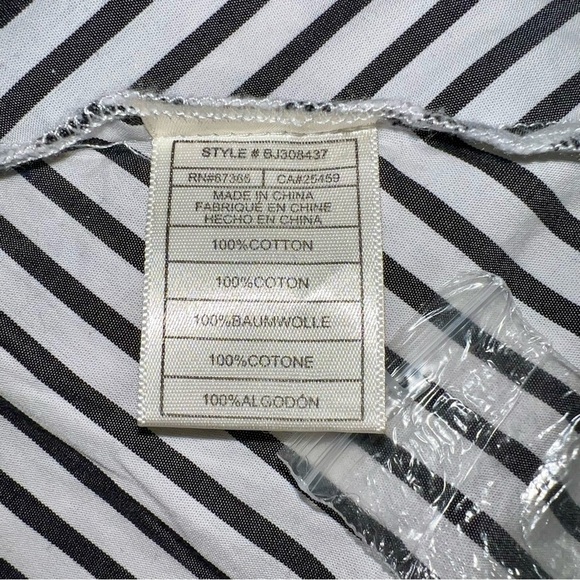 STYLE # BJ308437
RN#67366 CA#25459
MADE IN CHINA
FABRIQUE EN CHINE
HECHO EN CHINA
100%COTTON
100%COTON
100%BAUMWOLLE
100%COTONE
100%ALGODÓN